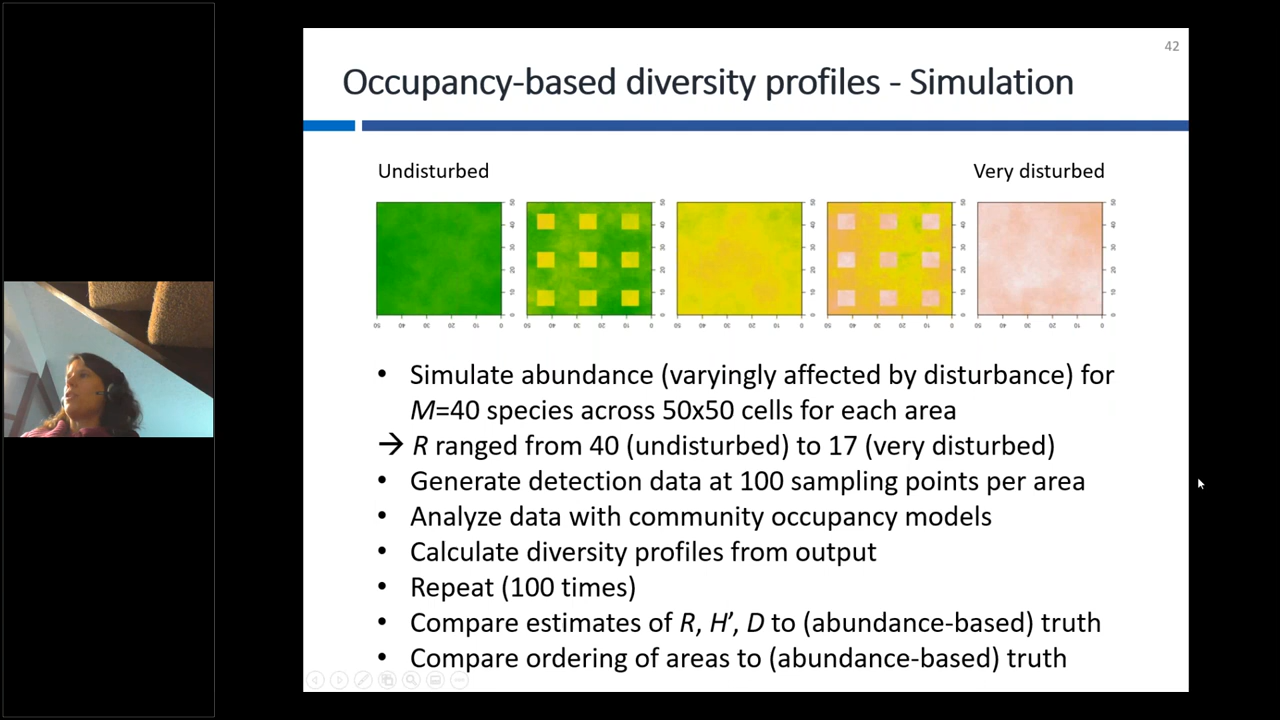 42
Occupancy-based diversity profiles - Simulation
Undisturbed
Very disturbed
• Simulate abundance (varyingly affected by disturbance) for
M=40 species across 50x50 cells for each area
→ R ranged from 40 (undisturbed) to 17 (very disturbed)
• Generate detection data at 100 sampling points per area
• Analyze data with community occupancy models
• Calculate diversity profiles from output
• Repeat (100 times)
• Compare estimates of R, H', D to (abundance-based) truth
• Compare ordering of areas to (abundance-based) truth